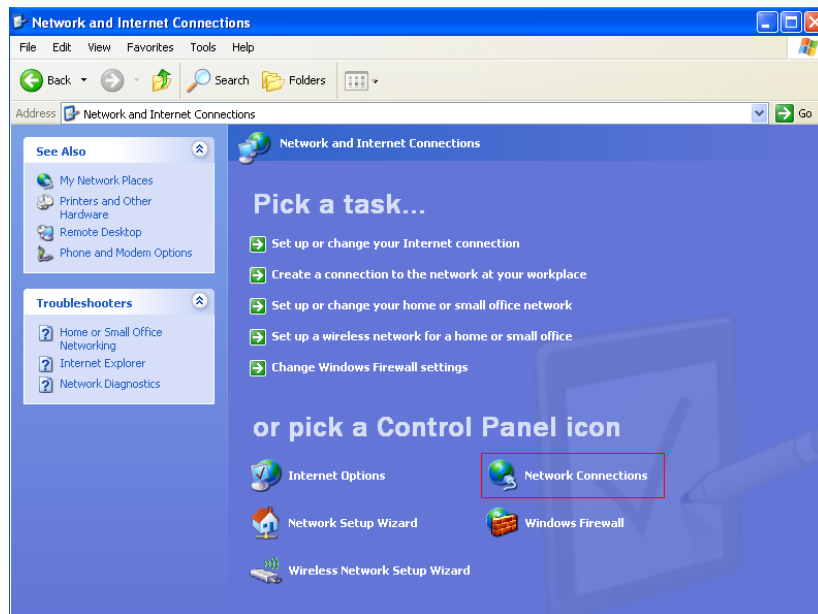 Network and Internet Connections
File Edit View Favorites Tools Help
Back Search Folders
Address Network and Internet Connections Go
See Also
My Network Places
Printers and Other
Hardware
Remote Desktop
Phone and Modem Options
Troubleshooters
Home or Small Office
Networking
Internet Explorer
Network Diagnostics
Network and Internet Connections
Pick a task...
Set up or change your Internet connection
Create a connection to the network at your workplace
Set up or change your home or small office network
Set up a wireless network for a home or small office
Change Windows Firewall settings
or pick a Control Panel icon
Internet Options Network Connections
Network Setup Wizard Windows Firewall
Wireless Network Setup Wizard